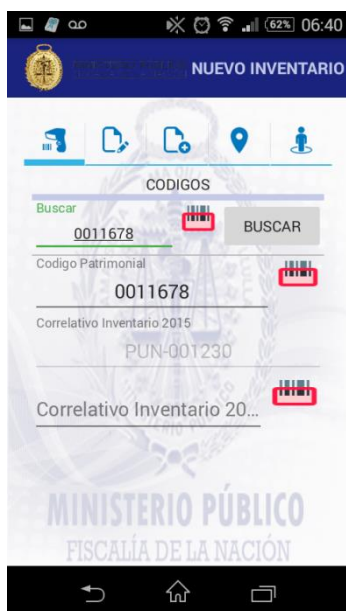 62% 06:40
NUEVO INVENTARIO
CODIGOS
Buscar
0011678
BUSCAR
Codigo Patrimonial
0011678
Correlativo Inventario 2015
PUN-001230
Correlativo Inventario 20...
MINISTERIO PÚBLICO
FISCALÍA DE LA NACIÓN